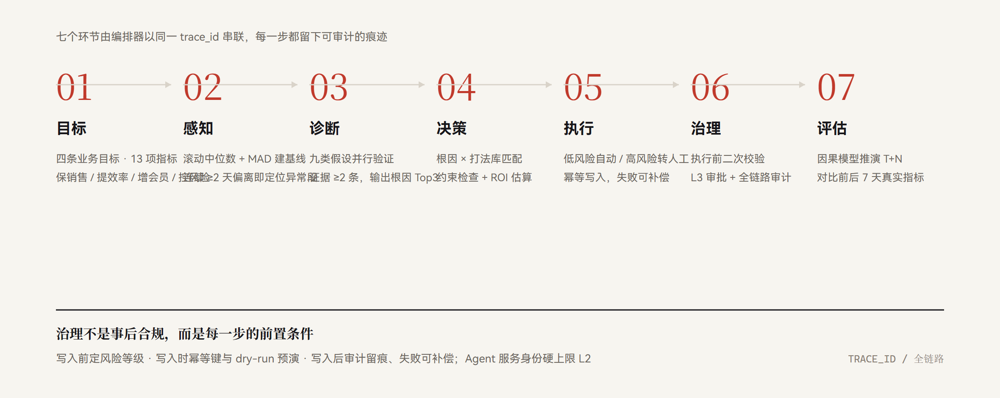 七个环节由编排器以同一 trace_id 串联，每一步都留下可审计的痕迹
01
目标
四条业务目标 · 13 项指标
保销售 / 提效率 / 增会员 / 控风险
02
感知
滚动中位数 + MAD 建基线
连续 ≥2 天偏离即定位异常段
03
诊断
九类假设并行验证
证据 ≥2 条，输出根因 Top3
04
决策
根因 × 打法库匹配
约束检查 + ROI 估算
05
执行
低风险自动 / 高风险转人工
幂等写入，失败可补偿
06
治理
执行前二次校验
L3 审批 + 全链路审计
07
评估
因果模型推演 T+N
对比前后 7 天真实指标
治理不是事后合规，而是每一步的前置条件
写入前定风险等级 · 写入时幂等键与 dry-run 预演 · 写入后审计留痕、失败可补偿；Agent 服务身份硬上限 L2
TRACE_ID / 全链路